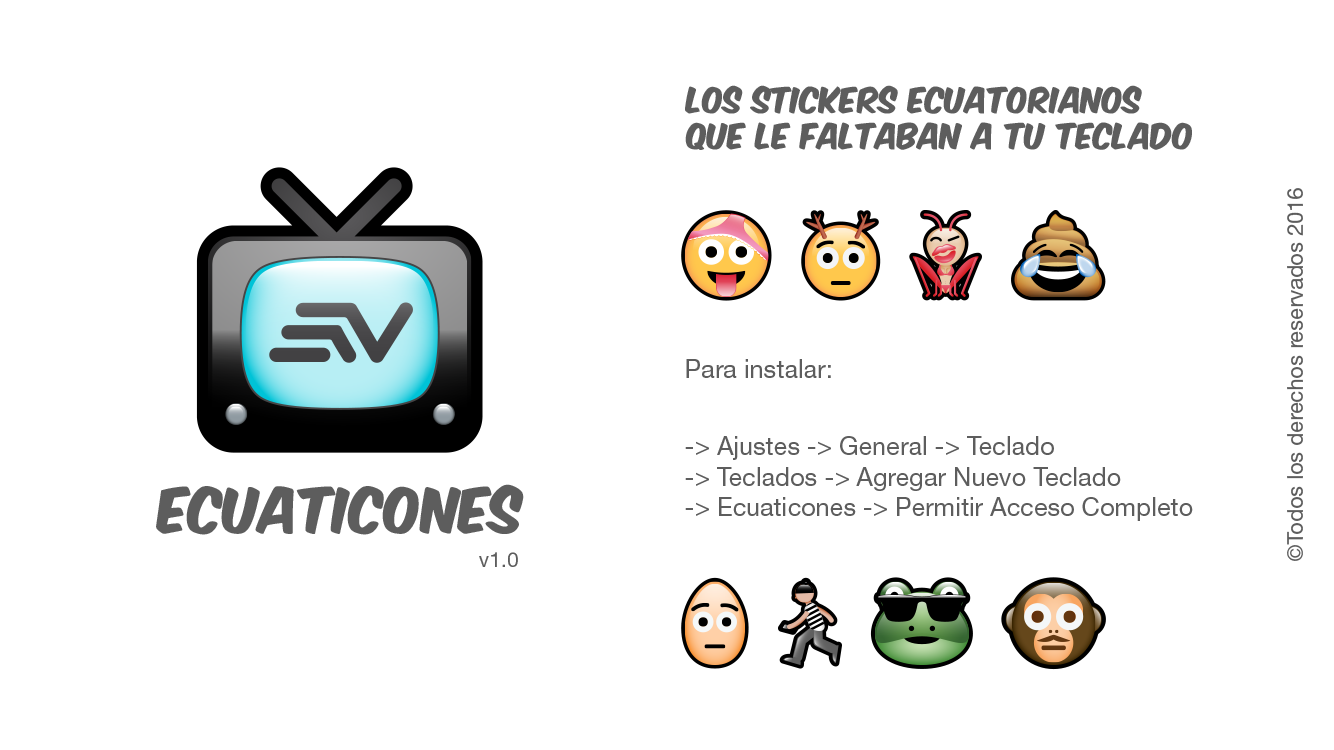 EV
ECUATICONES
v1.0
LOS STICKERS ECUATORIANOS
QUE LE FALTABAN A TU TECLADO
Para instalar:
-> Ajustes -> General -> Teclado
-> Teclados -> Agregar Nuevo Teclado
-> Ecuaticones -> Permitir Acceso Completo
©Todos los derechos reservados 2016